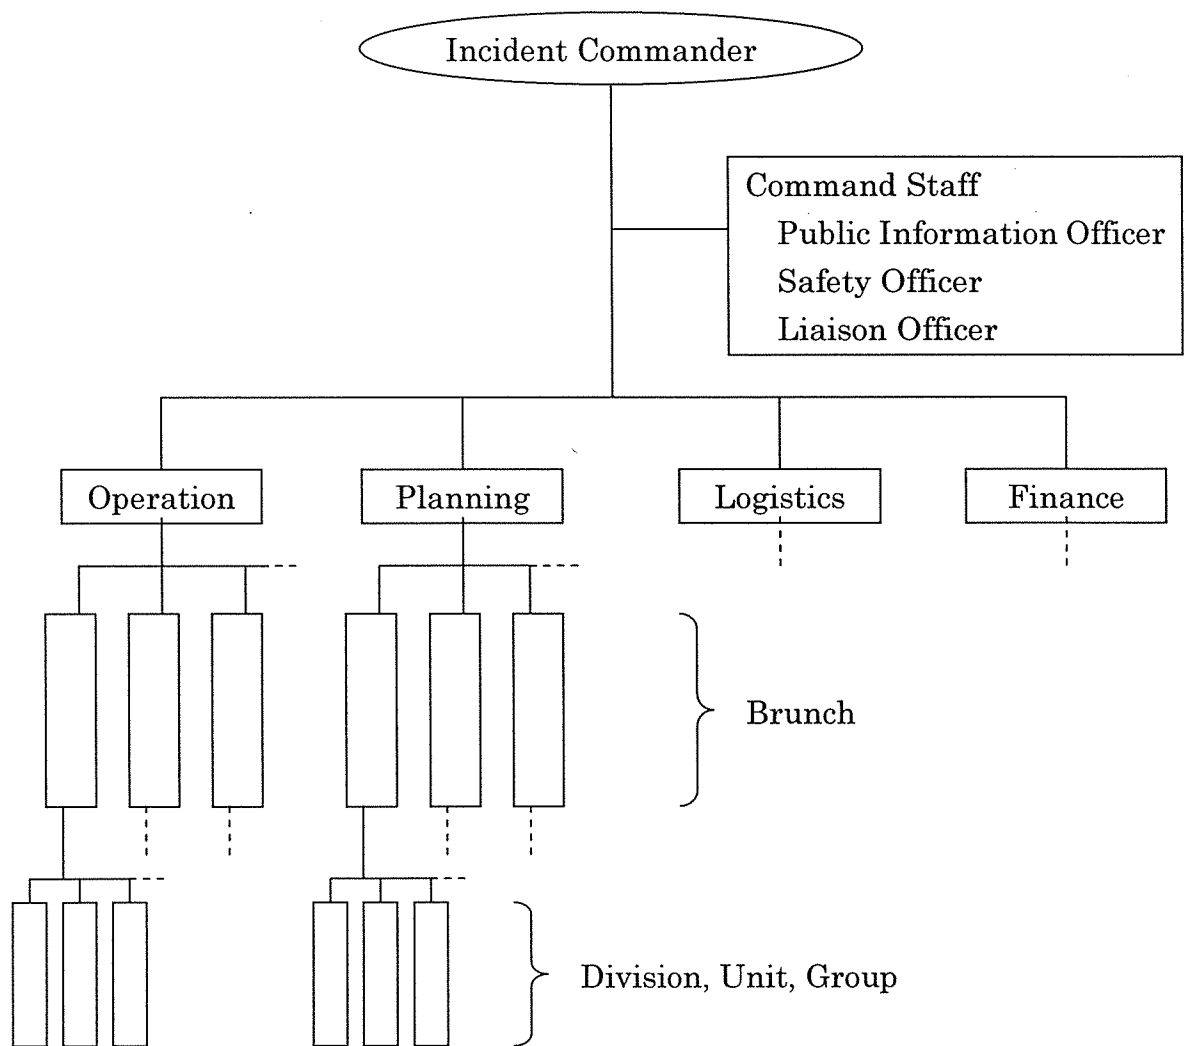 Incident Commander
Command Staff
Public Information Officer
Safety Officer
Liaison Officer
Operation
Planning
Logistics
Finance
Brunch
Division, Unit, Group